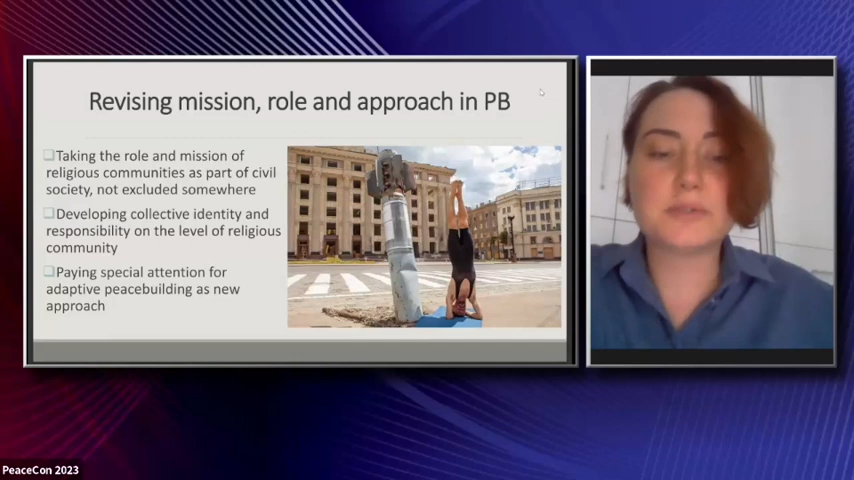 Revising mission, role and approach in PB
Taking the role and mission of
religious communities as part of civil
society, not excluded somewhere
Developing collective identity and
responsibility on the level of religious
community
Paying special attention for
adaptive peacebuilding as new
approach
PeaceCon 2023